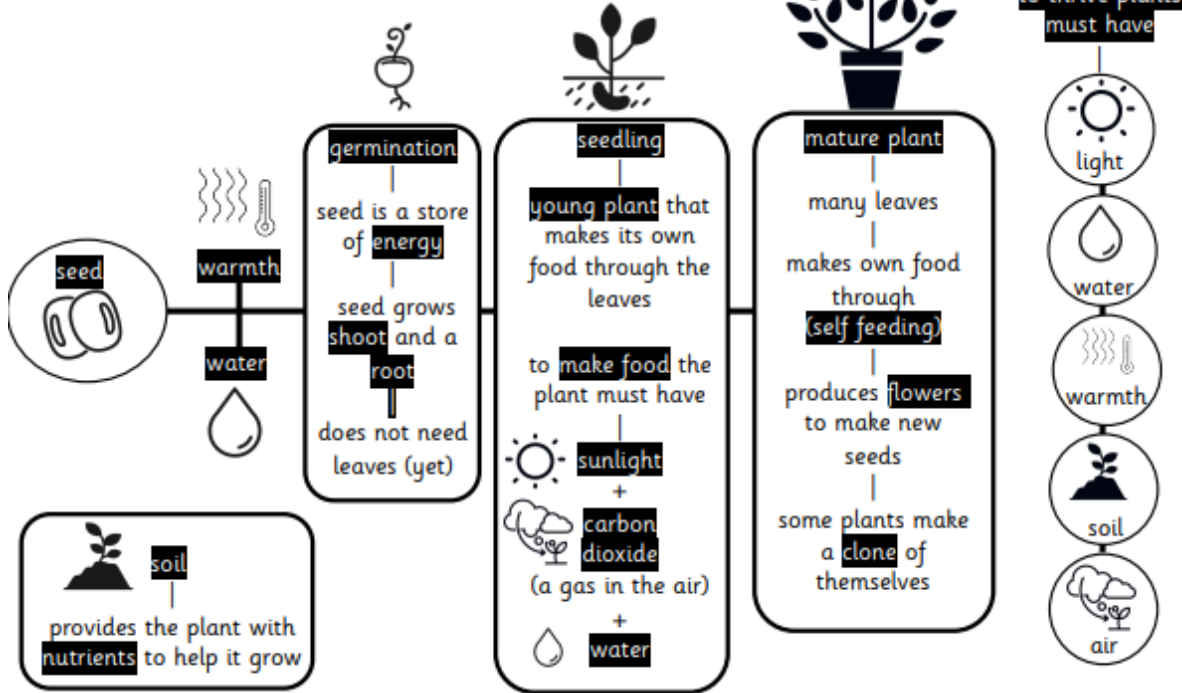 seed
warmth
water
germination
seed is a store
of energy
seed grows
shoot and a
root
does not need
leaves (yet)
soil
provides the plant with
nutrients to help it grow
seedling
young plant that
makes its own
food through the
leaves
to make food the
plant must have
sunlight
+
carbon
dioxide
(a gas in the air)
+
water
mature plant
many leaves
makes own food
through
(self feeding)
produces flowers
to make new
seeds
some plants make
a clone of
themselves
to thrive plants
must have
light
water
warmth
soil
air